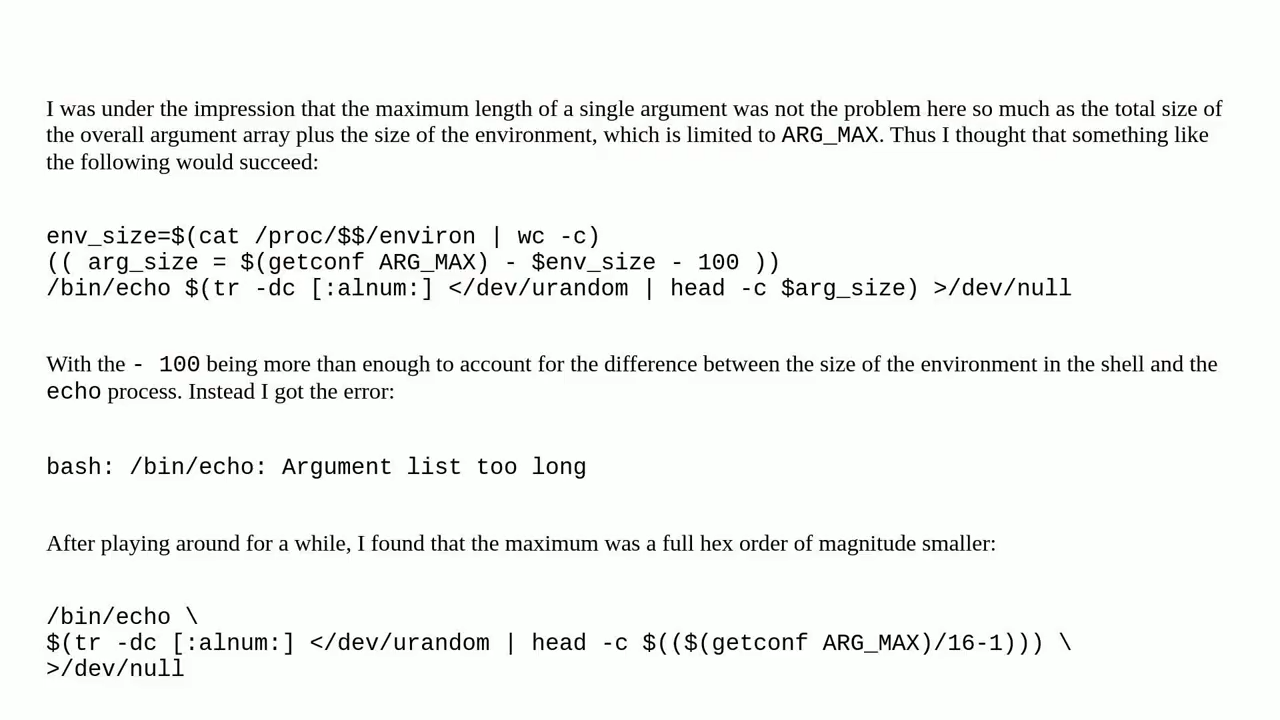 I was under the impression that the maximum length of a single argument was not the problem here so much as the total size of
the overall argument array plus the size of the environment, which is limited to ARG_MAX. Thus I thought that something like
the following would succeed:
env_size=$(cat /proc/$$/environ | wc -c)
(( arg_size = $(getconf ARG_MAX) - $env_size - 100 ))
/bin/echo $(tr -dc [:alnum:] </dev/urandom | head -c $arg_size) >/dev/null
With the - 100 being more than enough to account for the difference between the size of the environment in the shell and the
echo process. Instead I got the error:
bash: /bin/echo: Argument list too long
After playing around for a while, I found that the maximum was a full hex order of magnitude smaller:
/bin/echo \
$(tr -dc [:alnum:] </dev/urandom | head -c $(($(getconf ARG_MAX)/16-1))) \
>/dev/null